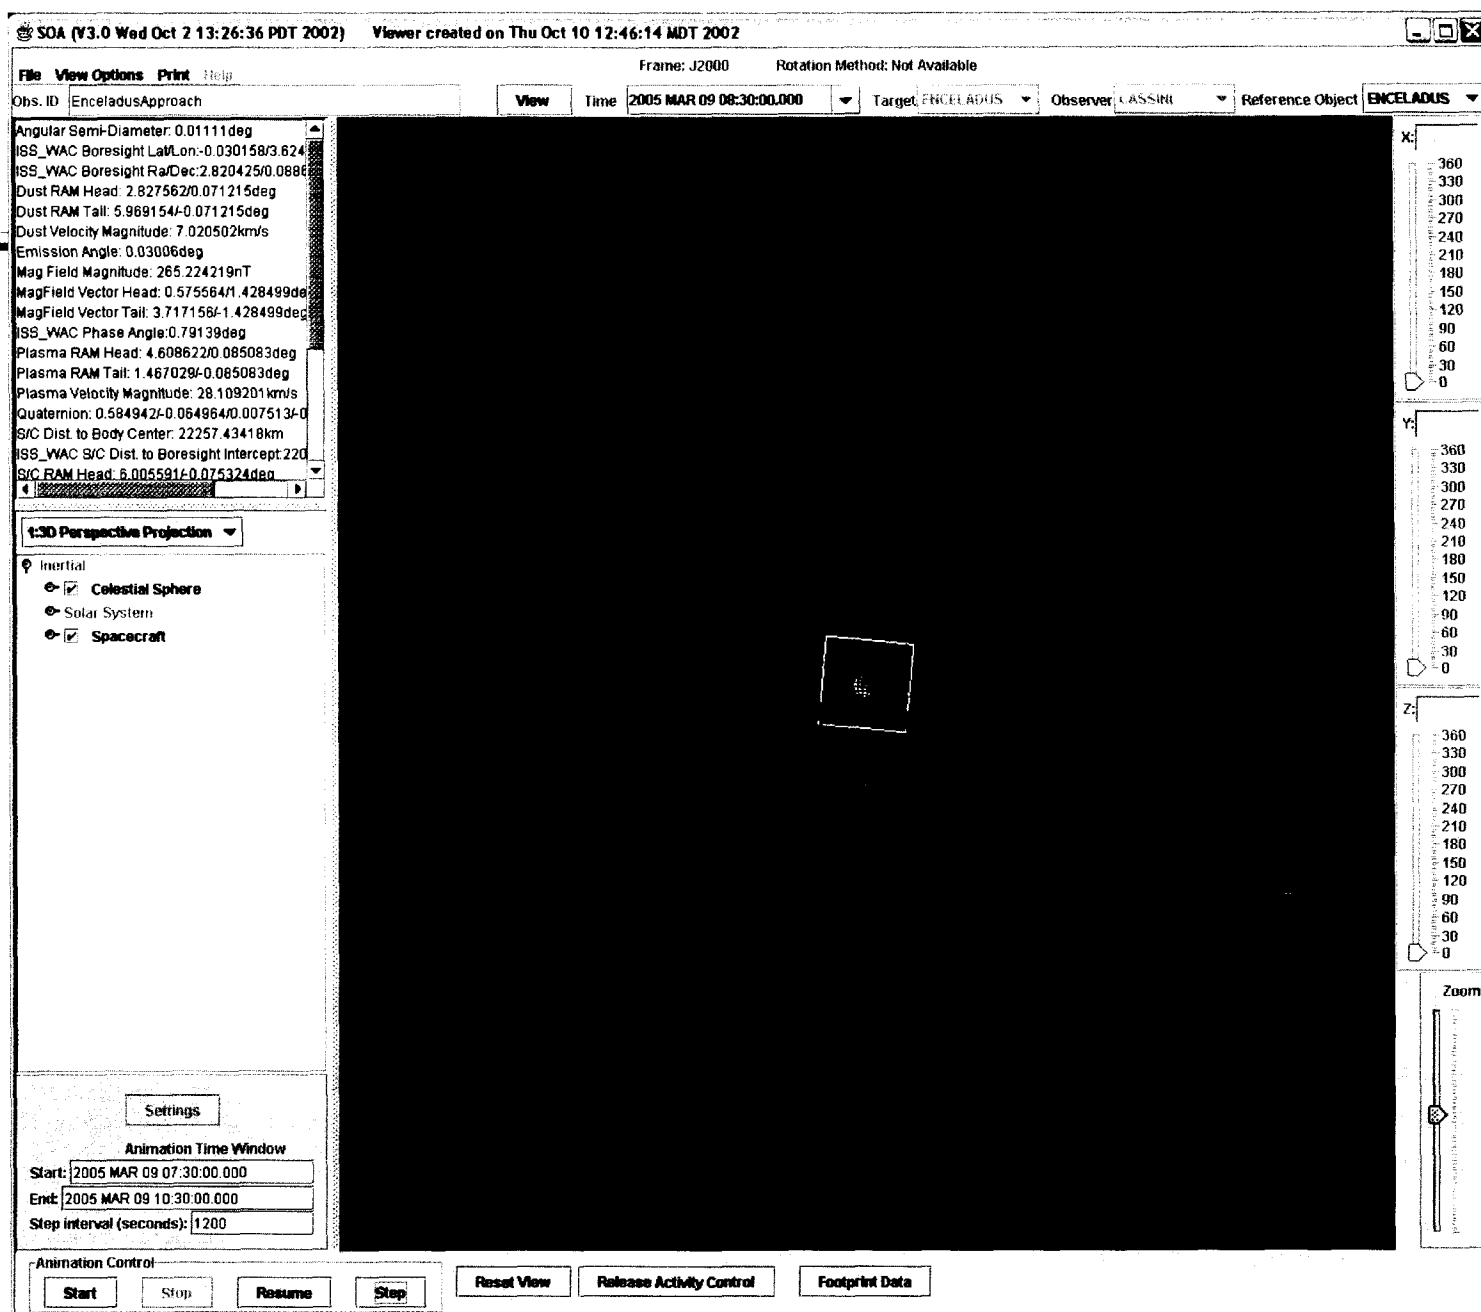 SOA (V3.0 Wed Oct 2 13:26:36 PDT 2002) Viewer created on Thu Oct 10 12:46:14 MDT 2002
Frame: J2000 Rotation Method: Not Available
File View Options Print Help
Obs. ID EnceladusApproach View Time 2005 MAR 09 08:30:00.000 Target ENCELADUS Observer CASSINI Reference Object ENCELADUS
Angular Semi-Diameter: 0.01111deg
ISS_WAC Boresight Lat/Lon:-0.030158/3.624
ISS_WAC Boresight Ra/Dec:2.820425/0.088
Dust RAM Head: 2.827562/0.071215deg
Dust RAM Tail: 5.969154/-0.071215deg
Dust Velocity Magnitude: 7.020502km/s
Emission Angle: 0.03006deg
Mag Field Magnitude: 265.224219nT
MagField Vector Head: 0.575564/1.428499de
MagField Vector Tail: 3.717156/-1.428499deg
ISS_WAC Phase Angle:0.79139deg
Plasma RAM Head: 4.608622/0.085083deg
Plasma RAM Tail: 1.467029/-0.085083deg
Plasma Velocity Magnitude: 28.109201km/s
Quaternion: 0.584942/-0.064964/0.007513/-0
S/C Dist. to Body Center: 22257.43418km
ISS_WAC S/C Dist. to Boresight Intercept:220
S/C RAM Head: 6.005591/-0.075324deg
1:3D Perspective Projection
Inertial
Celestial Sphere
Solar System
Spacecraft
Settings
Animation Time Window
Start: 2005 MAR 09 07:30:00.000
End: 2005 MAR 09 10:30:00.000
Step interval (seconds): 1200
Animation Control
Start Stop Resume Step Reset View Release Activity Control Footprint Data
X:
360
330
300
270
240
210
180
150
120
90
60
30
0
Y:
360
330
300
270
240
210
180
150
120
90
60
30
0
Z:
360
330
300
270
240
210
180
150
120
90
60
30
0
Zoom